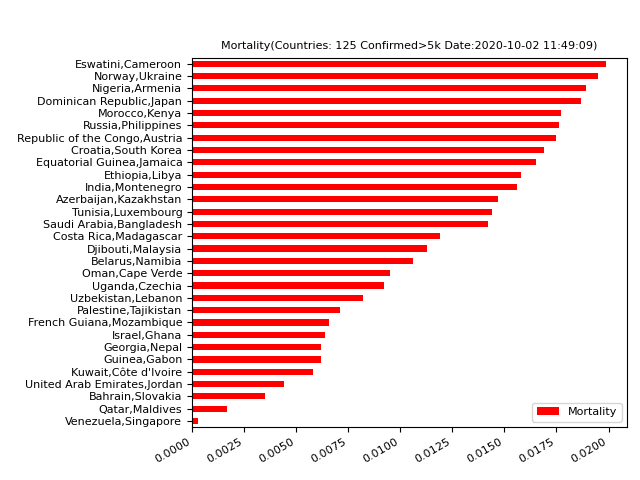 Mortality(Countries: 125 Confirmed>5k Date:2020-10-02 11:49:09)
Eswatini,Cameroon
Norway,Ukraine
Nigeria,Armenia
Dominican Republic,Japan
Morocco,Kenya
Russia,Philippines
Republic of the Congo,Austria
Croatia,South Korea
Equatorial Guinea,Jamaica
Ethiopia,Libya
India,Montenegro
Azerbaijan,Kazakhstan
Tunisia,Luxembourg
Saudi Arabia,Bangladesh
Costa Rica,Madagascar
Djibouti,Malaysia
Belarus,Namibia
Oman,Cape Verde
Uganda,Czechia
Uzbekistan,Lebanon
Palestine,Tajikistan
French Guiana,Mozambique
Israel,Ghana
Georgia,Nepal
Guinea,Gabon
Kuwait,Côte d'Ivoire
United Arab Emirates,Jordan
Bahrain,Slovakia
Qatar,Maldives
Venezuela,Singapore
Mortality
0.0000 0.0025 0.0050 0.0075 0.0100 0.0125 0.0150 0.0175 0.0200